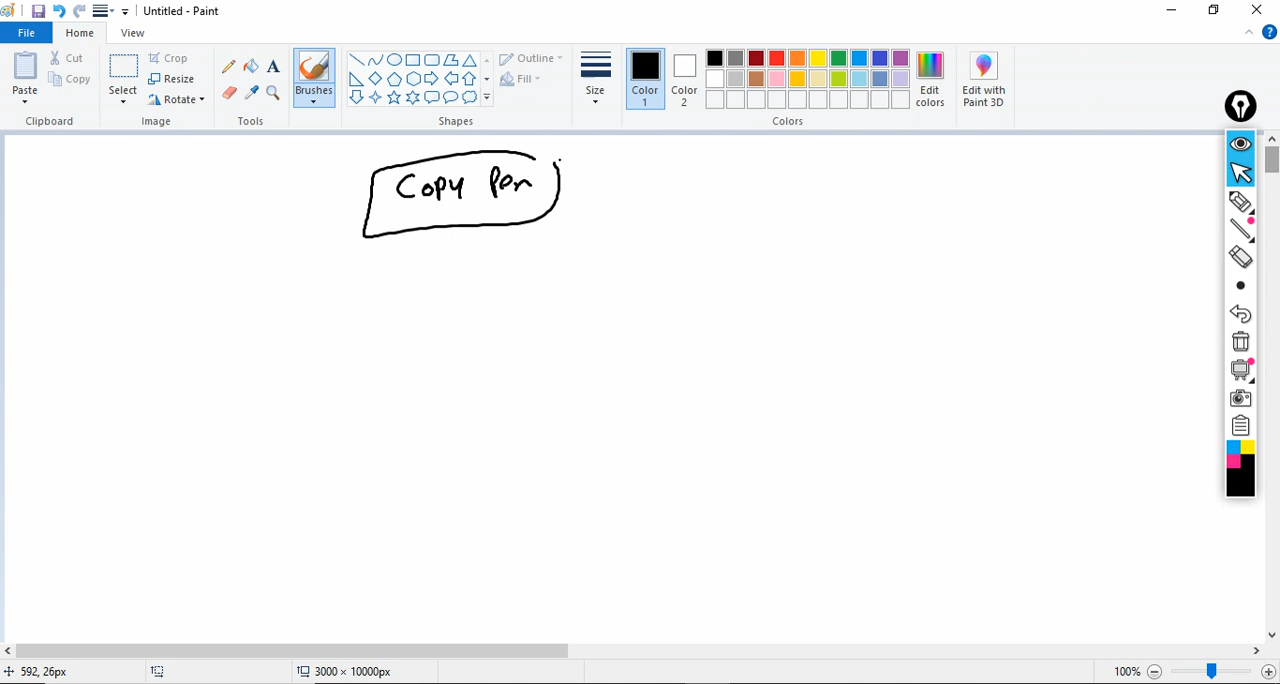 Untitled - Paint
File Home View
Paste
Cut
Copy
Clipboard
Select
Crop
Resize
Rotate
Image
Tools
Brushes
Shapes
Outline
Fill
Size
Color 1
Color 2
Edit colors
Colors
Edit with Paint 3D
Copy Pen
592, 26px
3000 × 10000px
100%